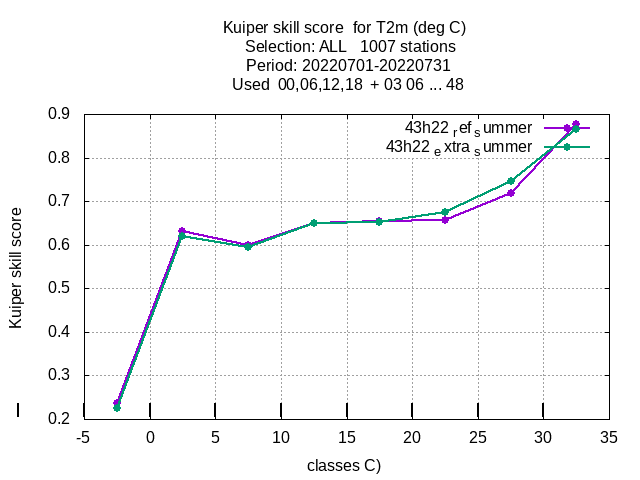 Kuiper skill score  for T2m (deg C)
Selection: ALL   1007 stations
Period: 20220701-20220731
Used  00,06,12,18  + 03 06 ... 48
43h22 ref summer
43h22 extra summer
Kuiper skill score
0.9
0.8
0.7
0.6
0.5
0.4
0.3
0.2
-5 0 5 10 15 20 25 30 35
classes C)